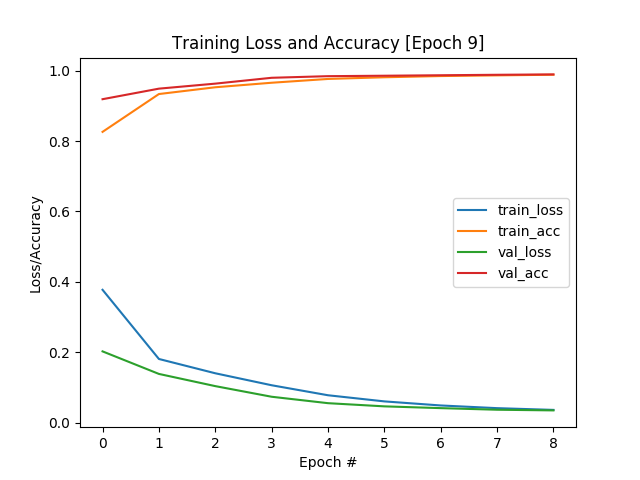 Training Loss and Accuracy [Epoch 9]
1.0
0.8
0.6
0.4
0.2
0.0
Loss/Accuracy
train_loss
train_acc
val_loss
val_acc
0 1 2 3 4 5 6 7 8
Epoch #